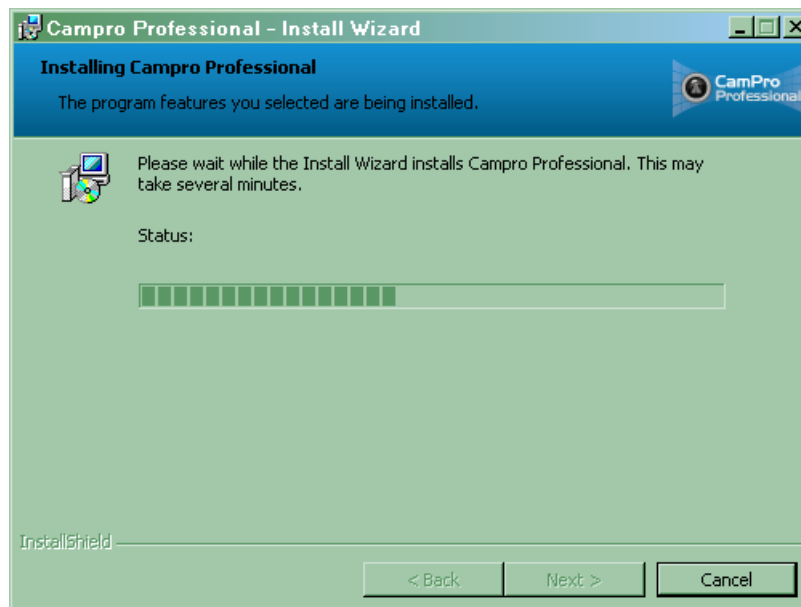 Campro Professional - Install Wizard
Installing Campro Professional
The program features you selected are being installed.
CamPro
Professional
Please wait while the Install Wizard installs Campro Professional. This may
take several minutes.
Status:
InstallShield
< Back
Next >
Cancel